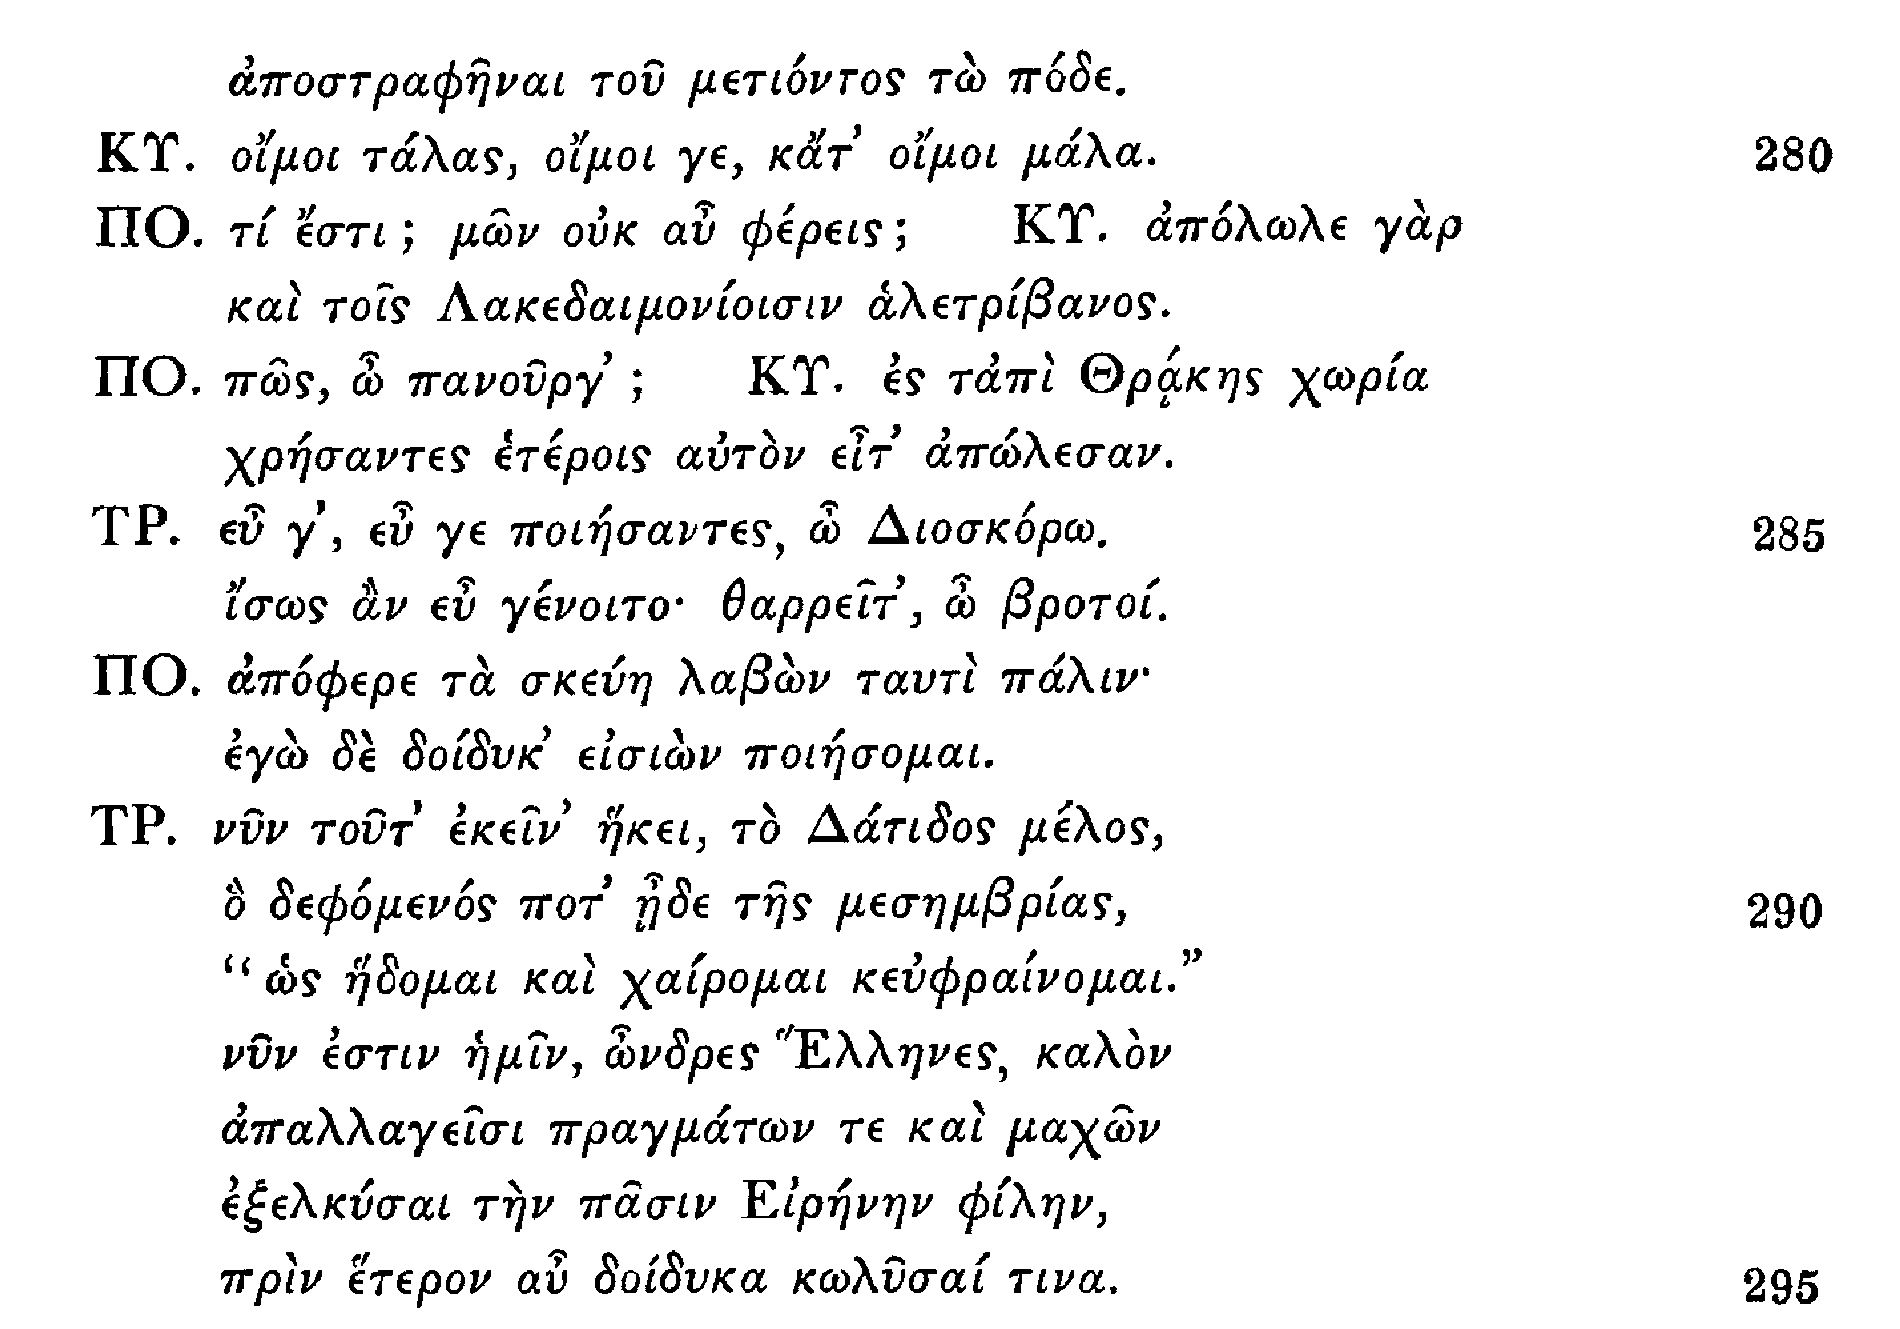 ἀποστραφῆναι τοῦ μετιόντος τὼ πόδε.
ΚΥ. οἴμοι τάλας, οἴμοι γε, κᾆτ’ οἴμοι μάλα. 280
ΠΟ. τί ἔστι; μῶν οὐκ αὖ φέρεις; ΚΥ. ἀπόλωλε γὰρ
καὶ τοῖς Λακεδαιμονίοισιν ἁλετρίβανος.
ΠΟ. πῶς, ὦ πανοῦργ’; ΚΥ. ἐς τἀπὶ Θρᾴκης χωρία
χρήσαντες ἑτέροις αὐτὸν εἶτ’ ἀπώλεσαν.
ΤΡ. εὖ γ’, εὖ γε ποιήσαντες, ὦ Διοσκόρω. 285
ἴσως ἂν εὖ γένοιτο· θαρρεῖτ’, ὦ βροτοί.
ΠΟ. ἀπόφερε τὰ σκεύη λαβὼν ταυτὶ πάλιν·
ἐγὼ δὲ δοίδυκ’ εἰσιὼν ποιήσομαι.
ΤΡ. νῦν τοῦτ’ ἐκεῖν’ ἥκει, τὸ Δάτιδος μέλος,
ὃ δεφόμενός ποτ’ ᾖδε τῆς μεσημβρίας, 290
“ὡς ἥδομαι καὶ χαίρομαι κεὐφραίνομαι.”
νῦν ἐστιν ἡμῖν, ὦνδρες Ἕλληνες, καλὸν
ἀπαλλαγεῖσι πραγμάτων τε καὶ μαχῶν
ἐξελκύσαι τὴν πᾶσιν Εἰρήνην φίλην,
πρὶν ἕτερον αὖ δοίδυκα κωλῦσαί τινα. 295